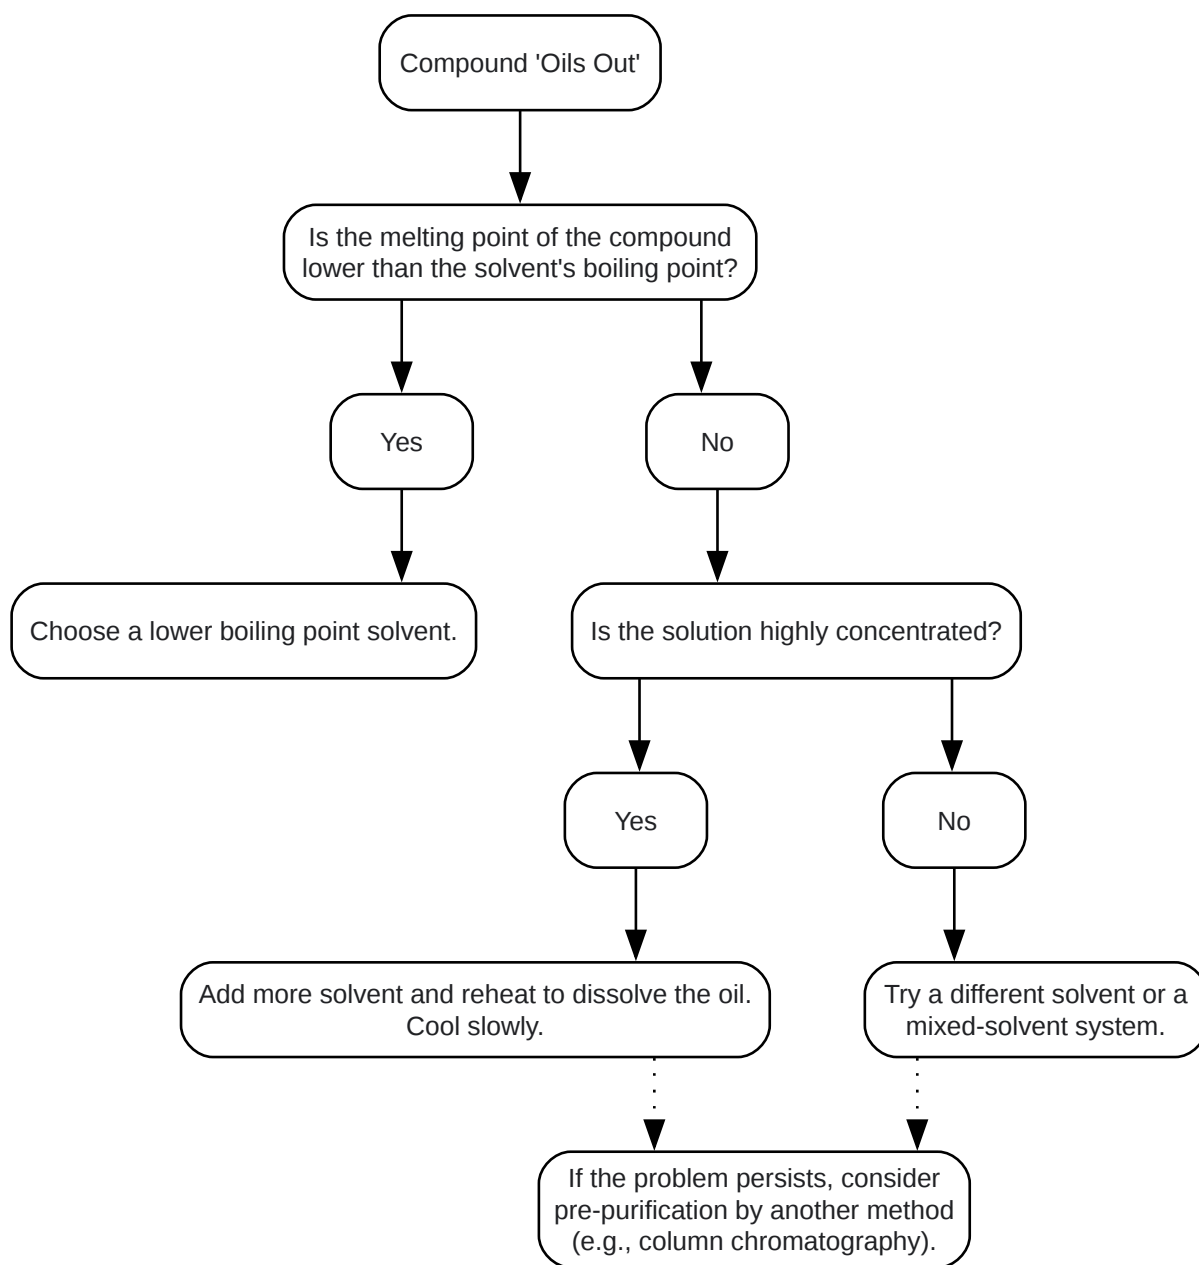 Compound 'Oils Out'
Is the melting point of the compound
lower than the solvent's boiling point?
Yes
No
Choose a lower boiling point solvent.
Is the solution highly concentrated?
Yes
No
Add more solvent and reheat to dissolve the oil.
Cool slowly.
Try a different solvent or a
mixed-solvent system.
If the problem persists, consider
pre-purification by another method
(e.g., column chromatography).